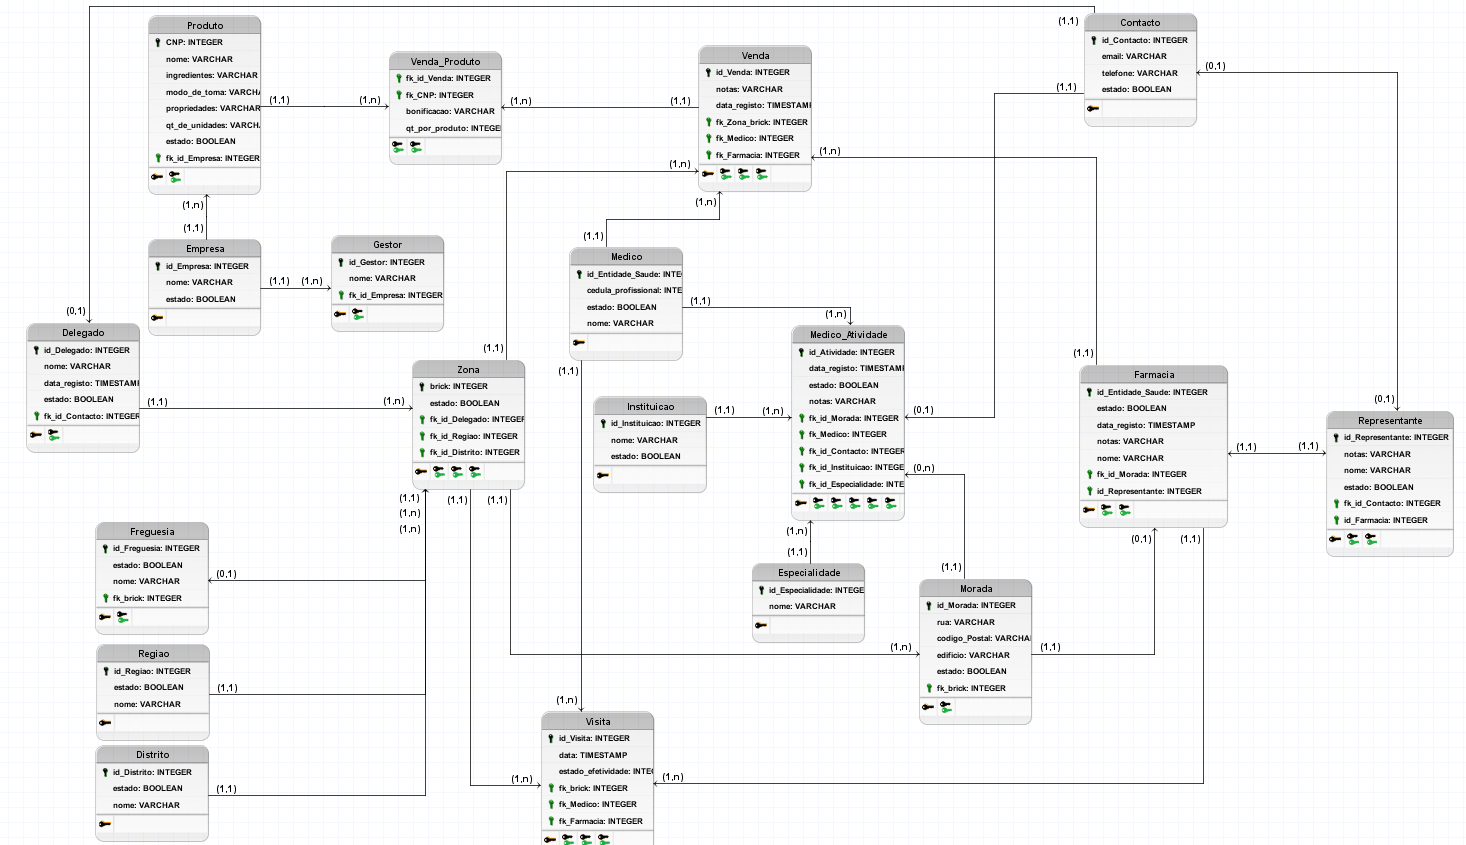 Produto
CNP: INTEGER
nome: VARCHAR
ingredientes: VARCHAR
modo_de_toma: VARCH
propriedades: VARCHAR
qt_de_unidades: VARCH
estado: BOOLEAN
fk_id_Empresa: INTEGER
(1,1)
(1,n)
Venda_Produto
fk_id_Venda: INTEGER
fk_CNP: INTEGER
bonificacao: VARCHAR
qt_por_produto: INTEGE
(1,n)
(1,1)
Venda
id_Venda: INTEGER
notas: VARCHAR
data_registo: TIMESTAM
fk_Zona_brick: INTEGER
fk_Medico: INTEGER
fk_Farmacia: INTEGER
(1,n)
(1,n)
(1,n)
(1,1)
Contacto
id_Contacto: INTEGER
email: VARCHAR
telefone: VARCHAR
estado: BOOLEAN
(1,1)
(0,1)
(1,n)
(1,1)
Empresa
id_Empresa: INTEGER
nome: VARCHAR
estado: BOOLEAN
(1,1)
(1,n)
Gestor
id_Gestor: INTEGER
nome: VARCHAR
fk_id_Empresa: INTEGER
(1,1)
Medico
id_Entidade_Saude: INTE
cedula_profissional: INTE
estado: BOOLEAN
nome: VARCHAR
(1,1)
(1,n)
(1,1)
(0,1)
Delegado
id_Delegado: INTEGER
nome: VARCHAR
data_registo: TIMESTAM
estado: BOOLEAN
fk_id_Contacto: INTEGER
(1,1)
(1,n)
(1,1)
Zona
brick: INTEGER
estado: BOOLEAN
fk_id_Delegado: INTEGER
fk_id_Regiao: INTEGER
fk_id_Distrito: INTEGER
(1,1)
(1,n)
(1,n)
(1,1)
(1,1)
Instituicao
id_Instituicao: INTEGER
nome: VARCHAR
estado: BOOLEAN
(1,1)
(1,n)
Medico_Atividade
id_Atividade: INTEGER
data_registo: TIMESTAM
estado: BOOLEAN
notas: VARCHAR
fk_id_Morada: INTEGER
fk_Medico: INTEGER
fk_id_Contacto: INTEGER
fk_id_Instituicao: INTEGE
fk_id_Especialidade: INTE
(0,1)
(0,n)
(1,n)
(1,1)
(1,1)
Farmacia
id_Entidade_Saude: INTEGER
estado: BOOLEAN
data_registo: TIMESTAMP
notas: VARCHAR
nome: VARCHAR
fk_id_Morada: INTEGER
id_Representante: INTEGER
(1,1)
(1,1)
(0,1)
(1,1)
(0,1)
Representante
id_Representante: INTEGER
notas: VARCHAR
nome: VARCHAR
estado: BOOLEAN
fk_id_Contacto: INTEGER
id_Farmacia: INTEGER
Freguesia
id_Freguesia: INTEGER
estado: BOOLEAN
nome: VARCHAR
fk_brick: INTEGER
(0,1)
Especialidade
id_Especialidade: INTEGE
nome: VARCHAR
(1,1)
Morada
id_Morada: INTEGER
rua: VARCHAR
codigo_Postal: VARCHA
edificio: VARCHAR
estado: BOOLEAN
fk_brick: INTEGER
(1,n)
(1,1)
Regiao
id_Regiao: INTEGER
estado: BOOLEAN
nome: VARCHAR
(1,1)
Distrito
id_Distrito: INTEGER
estado: BOOLEAN
nome: VARCHAR
(1,1)
(1,n)
Visita
id_Visita: INTEGER
data: TIMESTAMP
estado_efetividade: INTE
fk_brick: INTEGER
fk_Medico: INTEGER
fk_Farmacia: INTEGER
(1,n)
(1,n)